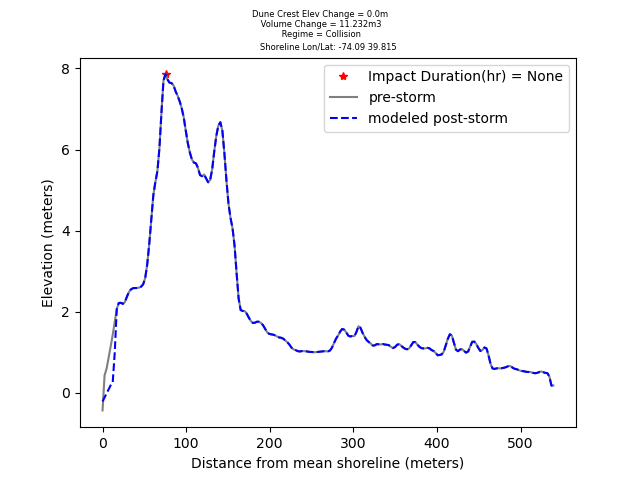 Dune Crest Elev Change = 0.0m
Volume Change = 11.232m3
Regime = Collision
Shoreline Lon/Lat: -74.09 39.815
Impact Duration(hr) = None
pre-storm
modeled post-storm
8
6
4
2
0
Elevation (meters)
0 100 200 300 400 500
Distance from mean shoreline (meters)